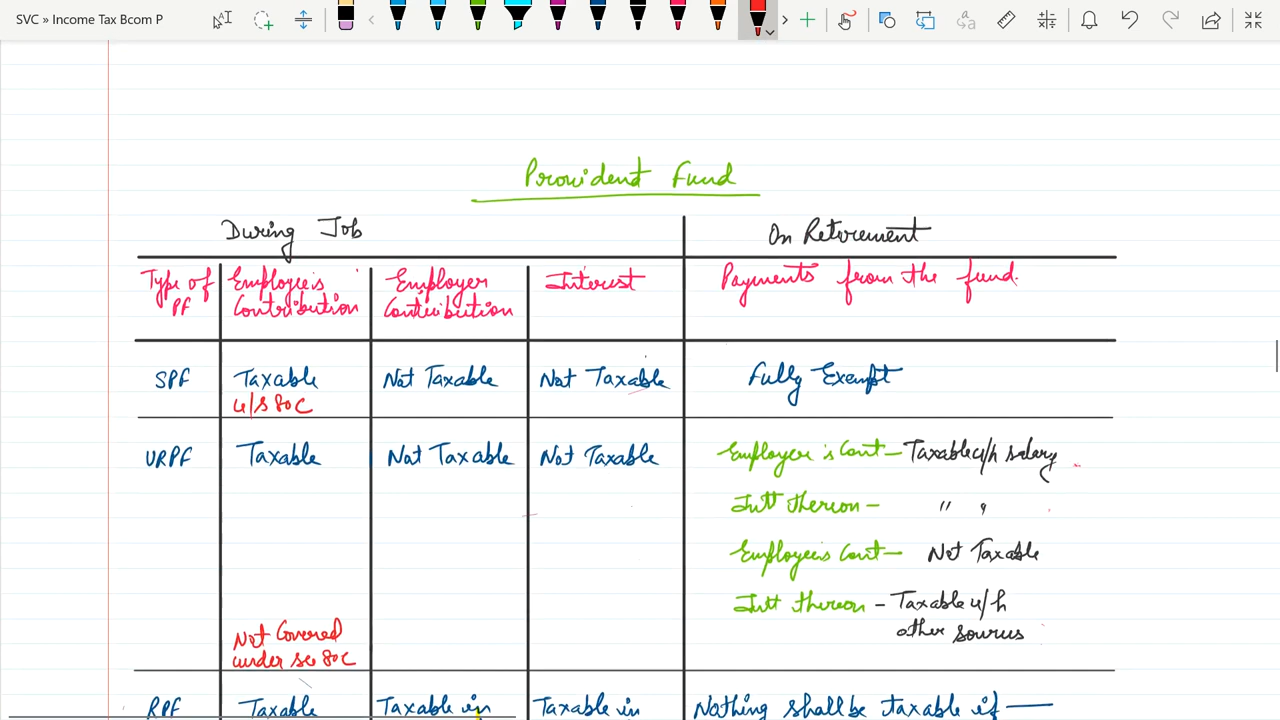 SVC » Income Tax Bcom P
Provident Fund
During Job
On Retirement
Type of PF
Employee's Contribution
Employer Contribution
Interest
Payments from the fund.
SPF
Taxable
u/s 80C
Not Taxable
Not Taxable
Fully Exempt
URPF
Taxable
Not Taxable
Not Taxable
Employer's Cont – Taxable u/h salary
Intt thereon – " "
Employee's Cont – Not Taxable
Intt thereon – Taxable u/h
other sources
Not Covered
under sec 80C
RPF
Taxable
Taxable in
Taxable in
Nothing shall be taxable if —